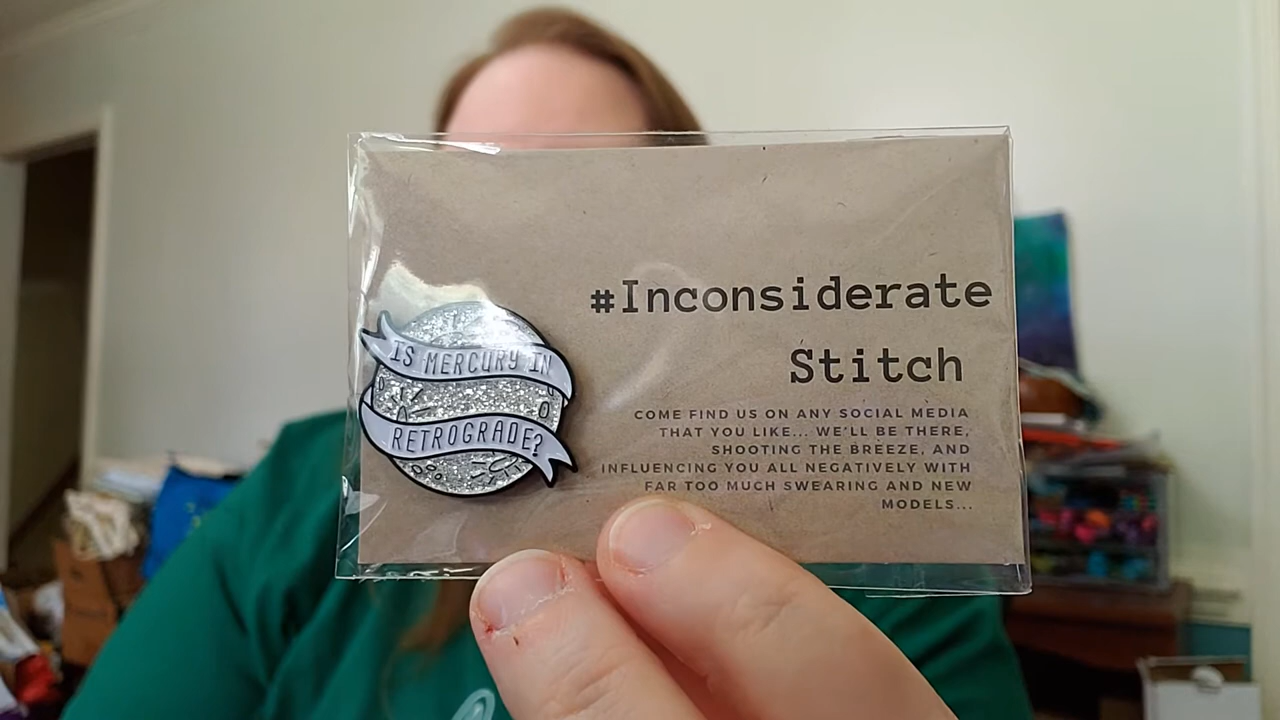 IS MERCURY IN
RETROGRADE?
#Inconsiderate
Stitch
COME FIND US ON ANY SOCIAL MEDIA
THAT YOU LIKE... WE'LL BE THERE,
SHOOTING THE BREEZE, AND
INFLUENCING YOU ALL NEGATIVELY WITH
FAR TOO MUCH SWEARING AND NEW
MODELS...